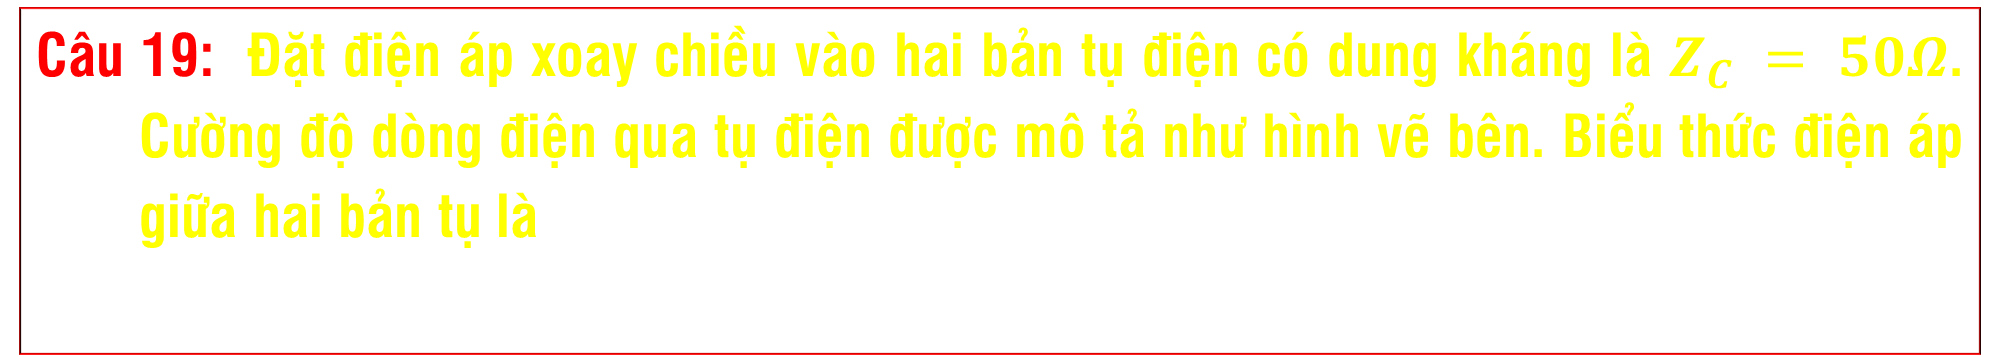 Câu 19: Đặt điện áp xoay chiều vào hai bản tụ điện có dung kháng là Z_C = 50Ω.
Cường độ dòng điện qua tụ điện được mô tả như hình vẽ bên. Biểu thức điện áp
giữa hai bản tụ là